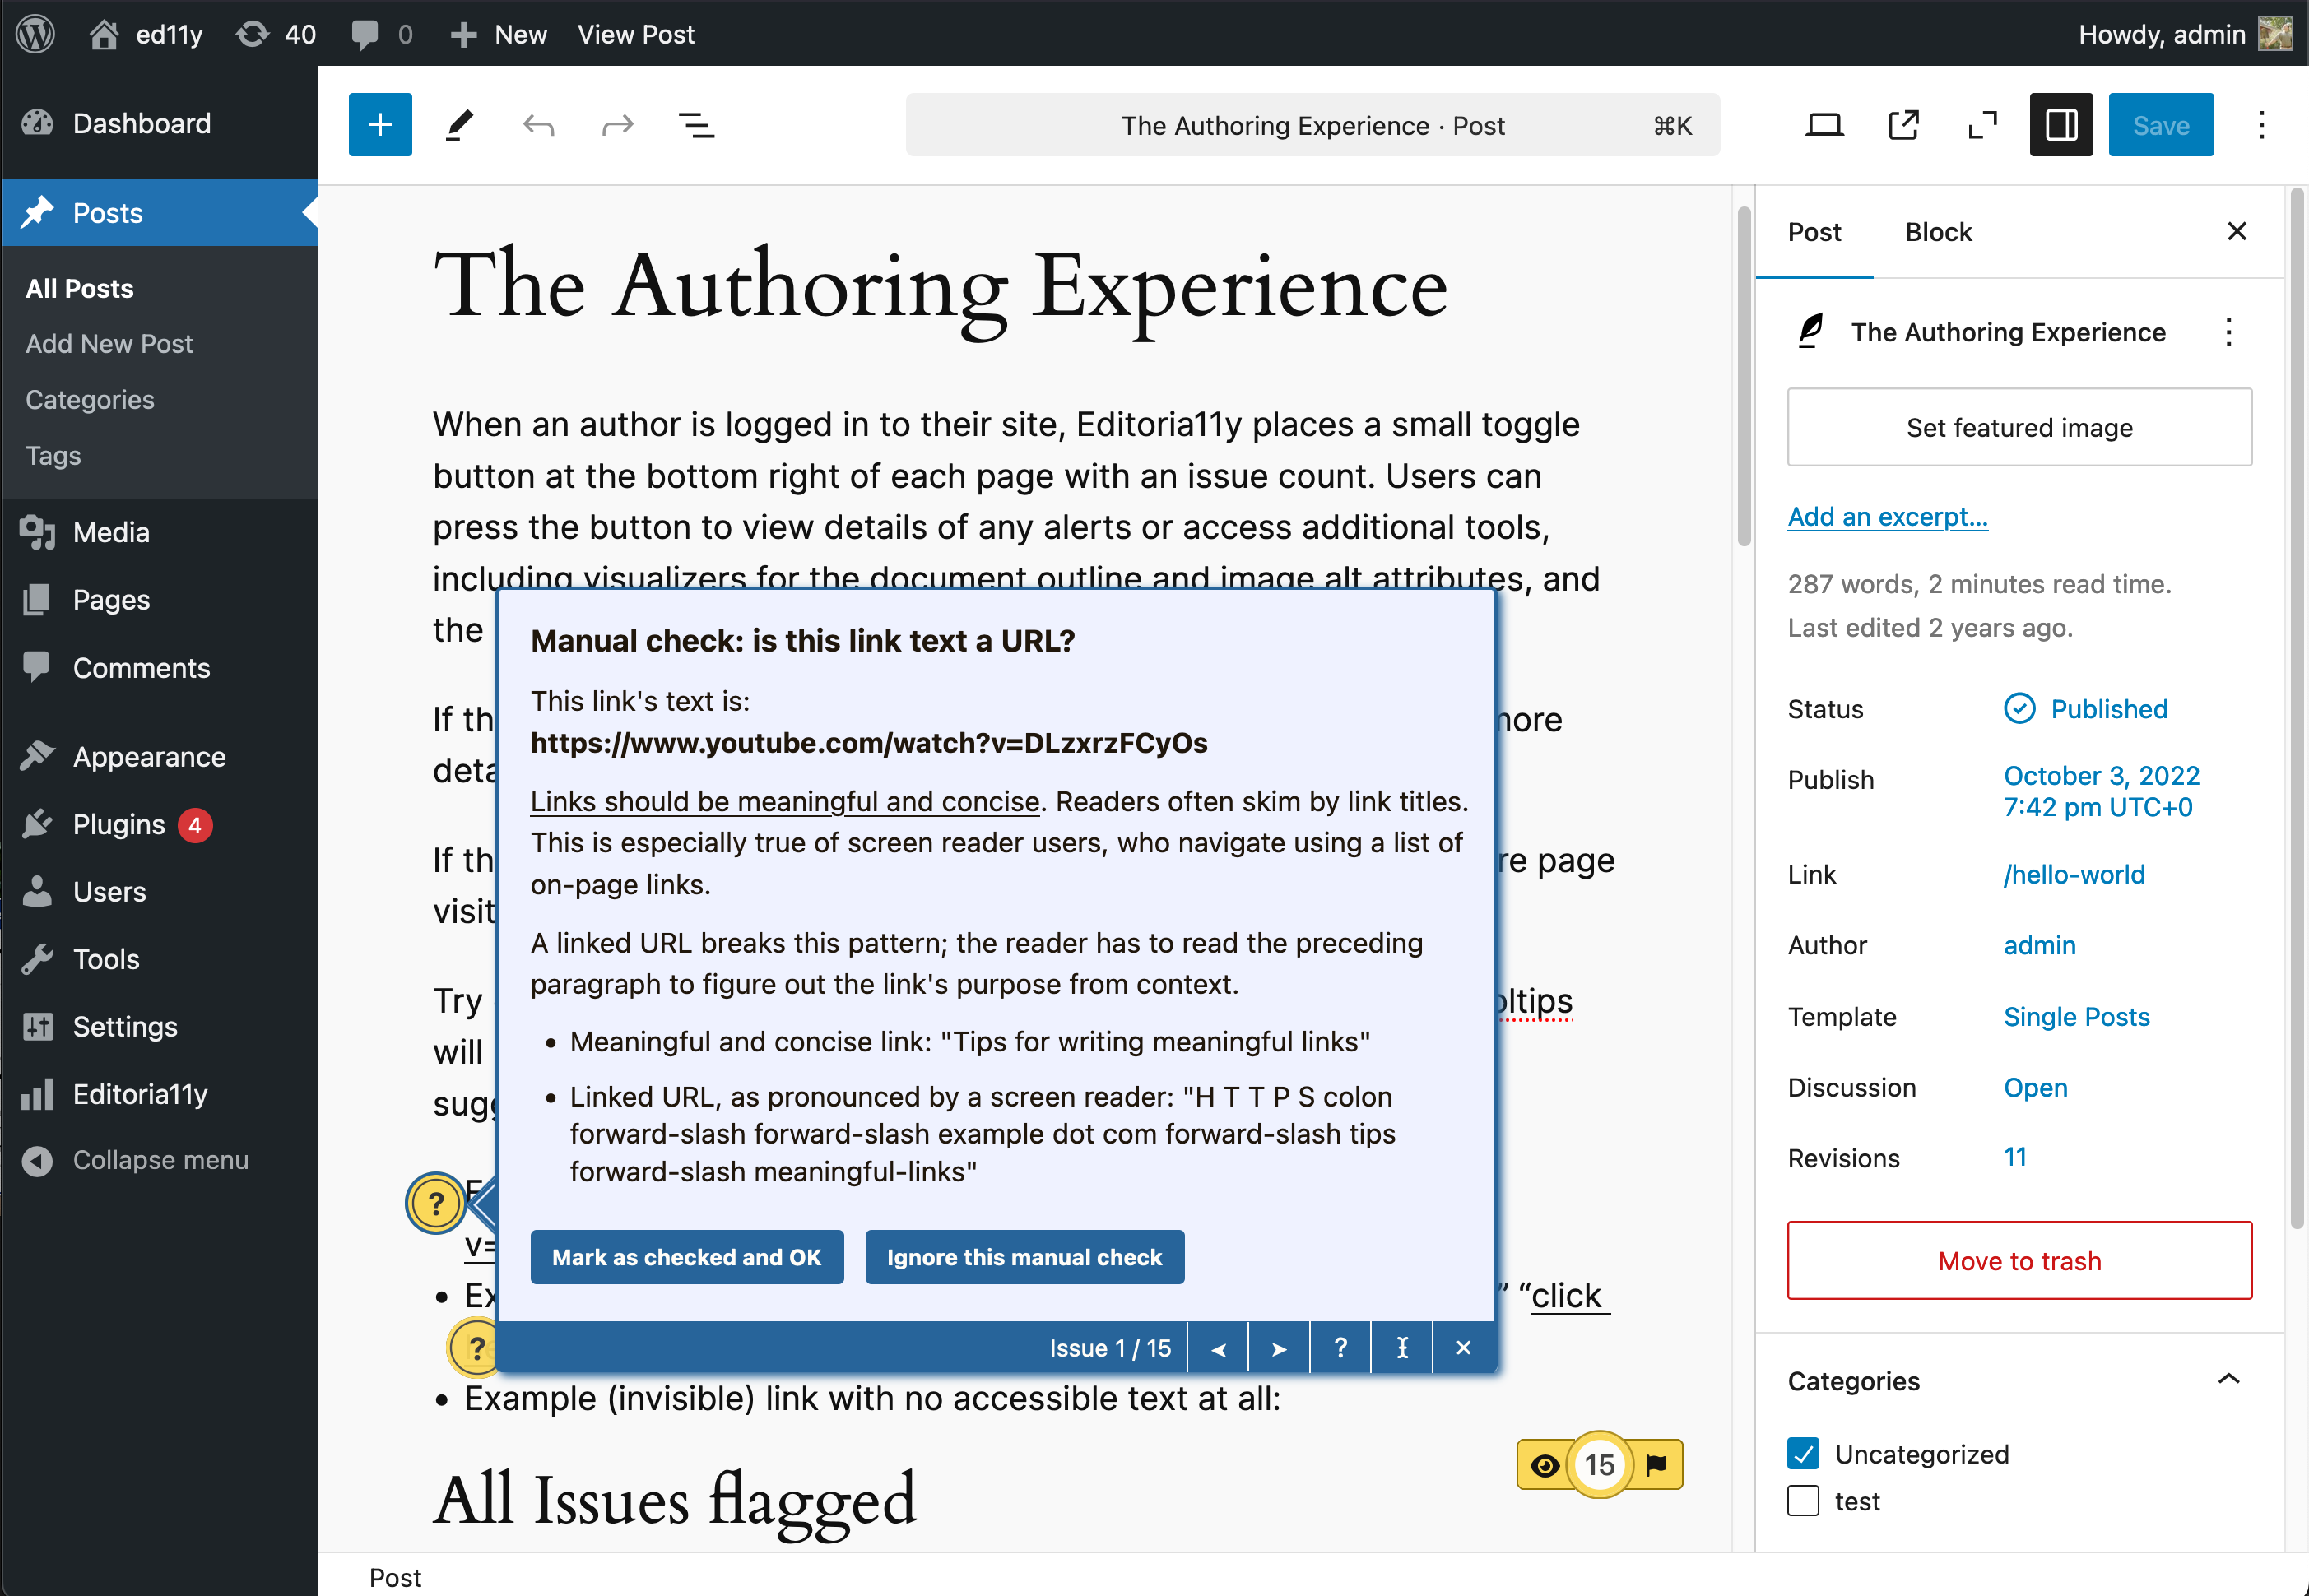 ed11y
40
0
New
View Post
Howdy, admin
Dashboard
Posts
All Posts
Add New Post
Categories
Tags
Media
Pages
Comments
Appearance
Plugins 4
Users
Tools
Settings
Editoria11y
Collapse menu
The Authoring Experience · Post
⌘K
Save
The Authoring Experience
When an author is logged in to their site, Editoria11y places a small toggle
button at the bottom right of each page with an issue count. Users can
press the button to view details of any alerts or access additional tools,
including visualizers for the document outline and image alt attributes, and
the
If th
more
deta
If th
re page
visit
Try
oltips
will
sugg
v=
Ex
” “click
Example (invisible) link with no accessible text at all:
All Issues flagged
Manual check: is this link text a URL?
This link's text is:
https://www.youtube.com/watch?v=DLzxrzFCyOs
Links should be meaningful and concise. Readers often skim by link titles.
This is especially true of screen reader users, who navigate using a list of
on-page links.
A linked URL breaks this pattern; the reader has to read the preceding
paragraph to figure out the link's purpose from context.
• Meaningful and concise link: "Tips for writing meaningful links"
• Linked URL, as pronounced by a screen reader: "H T T P S colon
forward-slash forward-slash example dot com forward-slash tips
forward-slash meaningful-links"
Mark as checked and OK
Ignore this manual check
Issue 1 / 15
?
?
?
15
Post
Post
Block
The Authoring Experience
Set featured image
Add an excerpt...
287 words, 2 minutes read time.
Last edited 2 years ago.
Status
Published
Publish
October 3, 2022
7:42 pm UTC+0
Link
/hello-world
Author
admin
Template
Single Posts
Discussion
Open
Revisions
11
Move to trash
Categories
Uncategorized
test